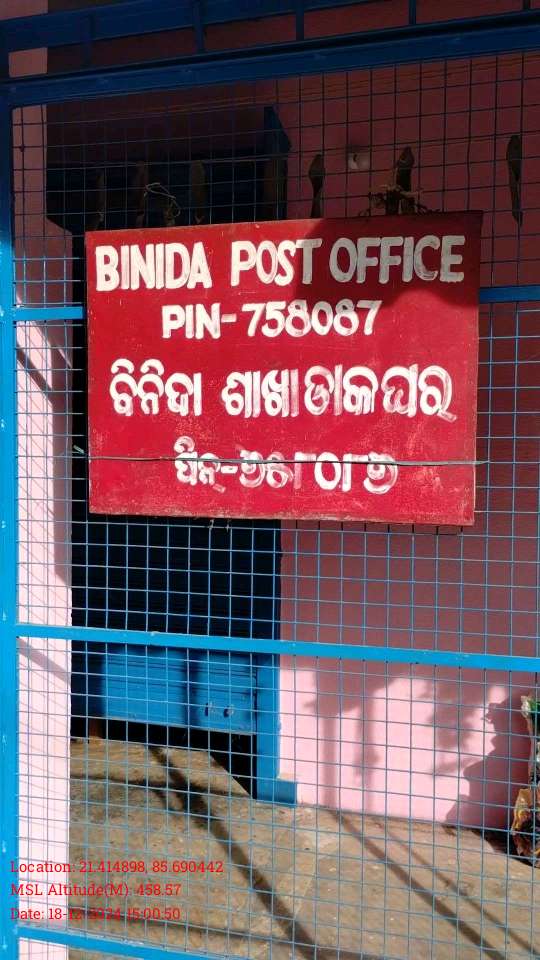 BINIDA POST OFFICE
PIN-758087
ବିନିଦା ଶାଖା ଡାକଘର
ପିନ୍-୭୫୮୦୮୭
Location: 21.414898, 85.690442
MSL Altitude(M): 458.57
Date: 18-12-2024 15:00:50